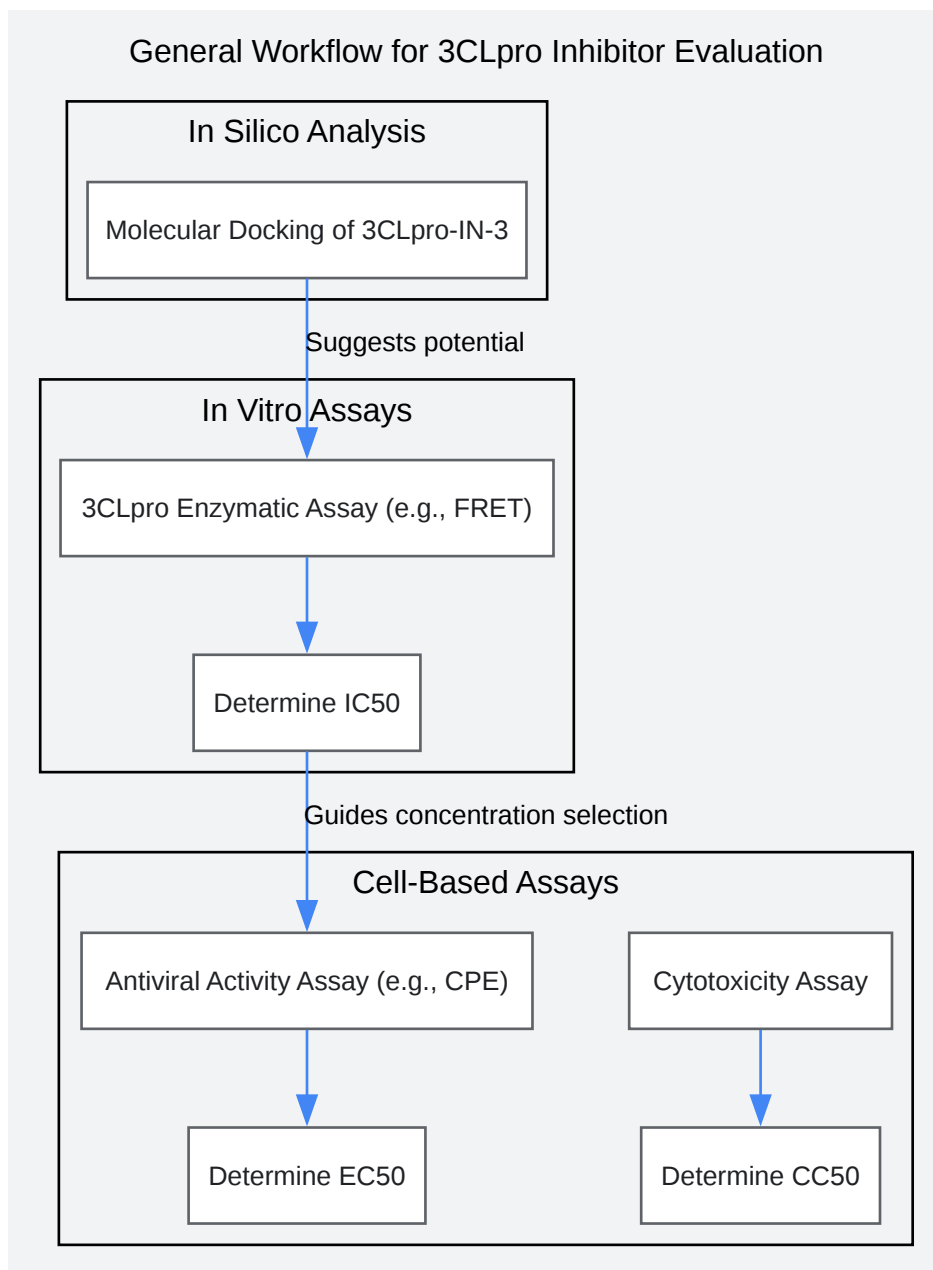 General Workflow for 3CLpro Inhibitor Evaluation
In Silico Analysis
Molecular Docking of 3CLpro-IN-3
Suggests potential
In Vitro Assays
3CLpro Enzymatic Assay (e.g., FRET)
Determine IC50
Guides concentration selection
Cell-Based Assays
Antiviral Activity Assay (e.g., CPE)
Cytotoxicity Assay
Determine EC50
Determine CC50